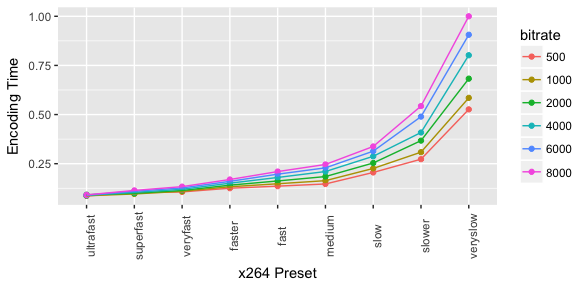 Encoding Time
1.00
0.75
0.50
0.25
ultrafast
superfast
veryfast
faster
fast
medium
slow
slower
veryslow
x264 Preset
bitrate
500
1000
2000
4000
6000
8000